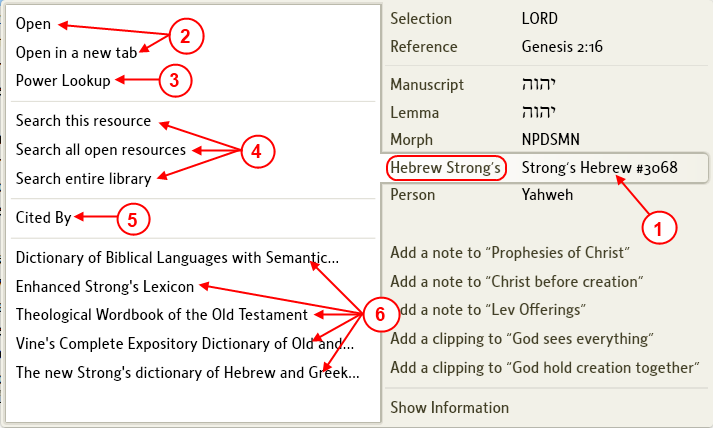 Open
Open in a new tab
2
Power Lookup
3
Search this resource
Search all open resources
4
Search entire library
Cited By
5
Dictionary of Biblical Languages with Semantic...
Enhanced Strong's Lexicon
Theological Wordbook of the Old Testament
6
Vine's Complete Expository Dictionary of Old and...
The new Strong's dictionary of Hebrew and Greek...
Selection LORD
Reference Genesis 2:16
Manuscript יהוה
Lemma יהוה
Morph NPDSMN
Hebrew Strong's Strong's Hebrew #3068
Person Yahweh
1
Add a note to "Prophesies of Christ"
Add a note to "Christ before creation"
Add a note to "Lev Offerings"
Add a clipping to "God sees everything"
Add a clipping to "God hold creation together"
Show Information